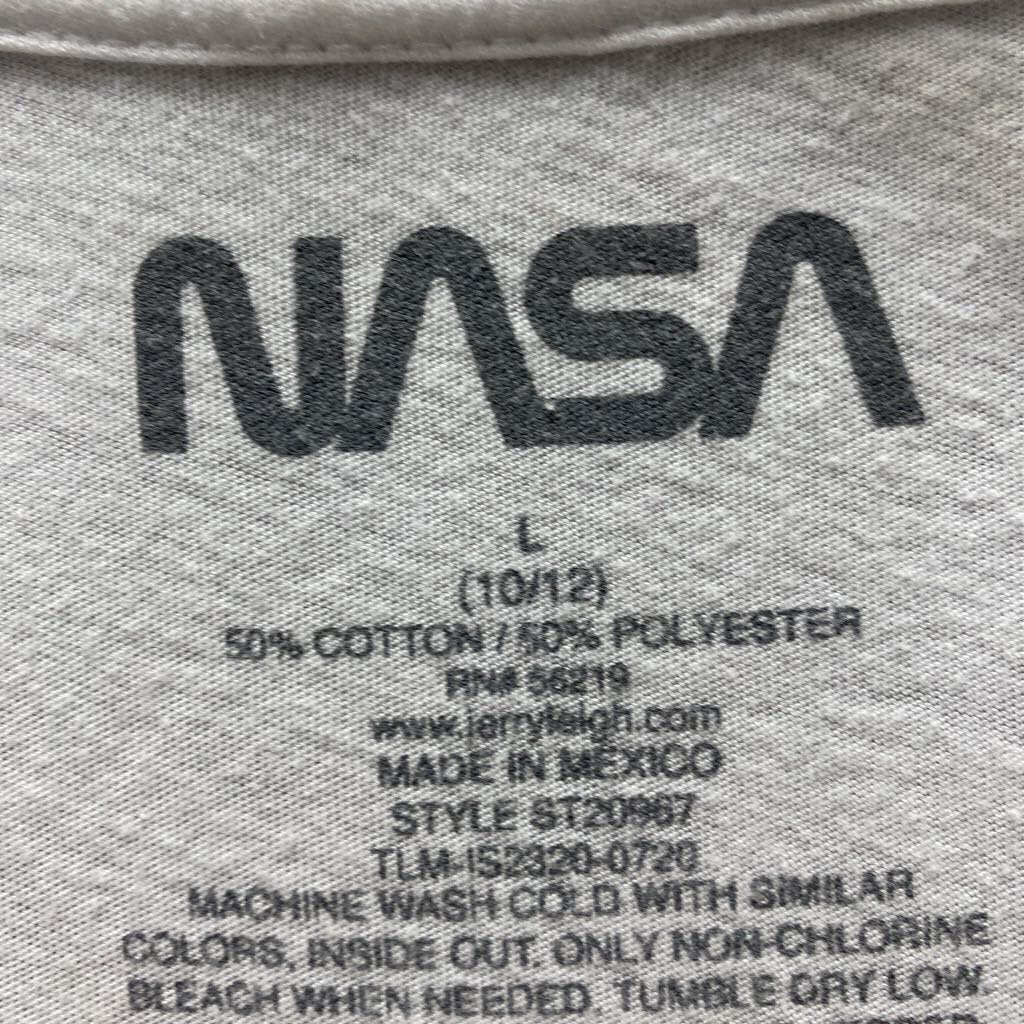 NASA
L
(10/12)
50% COTTON / 50% POLYESTER
RN# 56219
www.jerryleigh.com
MADE IN MEXICO
STYLE ST20967
TLM-IS2320-0720
MACHINE WASH COLD WITH SIMILAR
COLORS, INSIDE OUT. ONLY NON-CHLORINE
BLEACH WHEN NEEDED. TUMBLE DRY LOW.